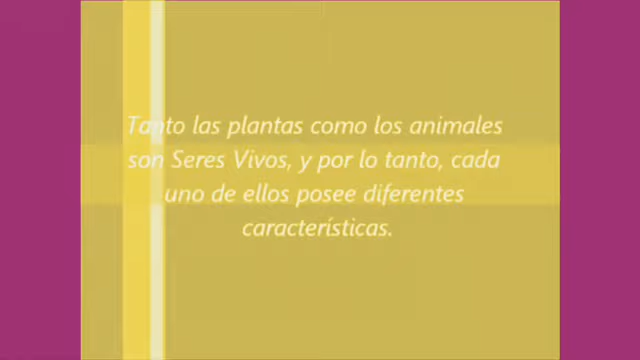 Tanto las plantas como los animales
son Seres Vivos, y por lo tanto, cada
uno de ellos posee diferentes
características.